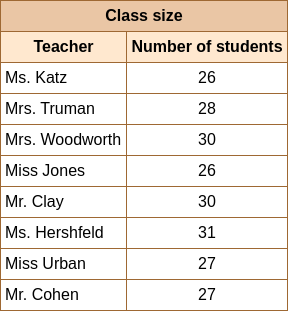 Class size
Teacher Number of students
Ms. Katz 26
Mrs. Truman 28
Mrs. Woodworth 30
Miss Jones 26
Mr. Clay 30
Ms. Hershfeld 31
Miss Urban 27
Mr. Cohen 27